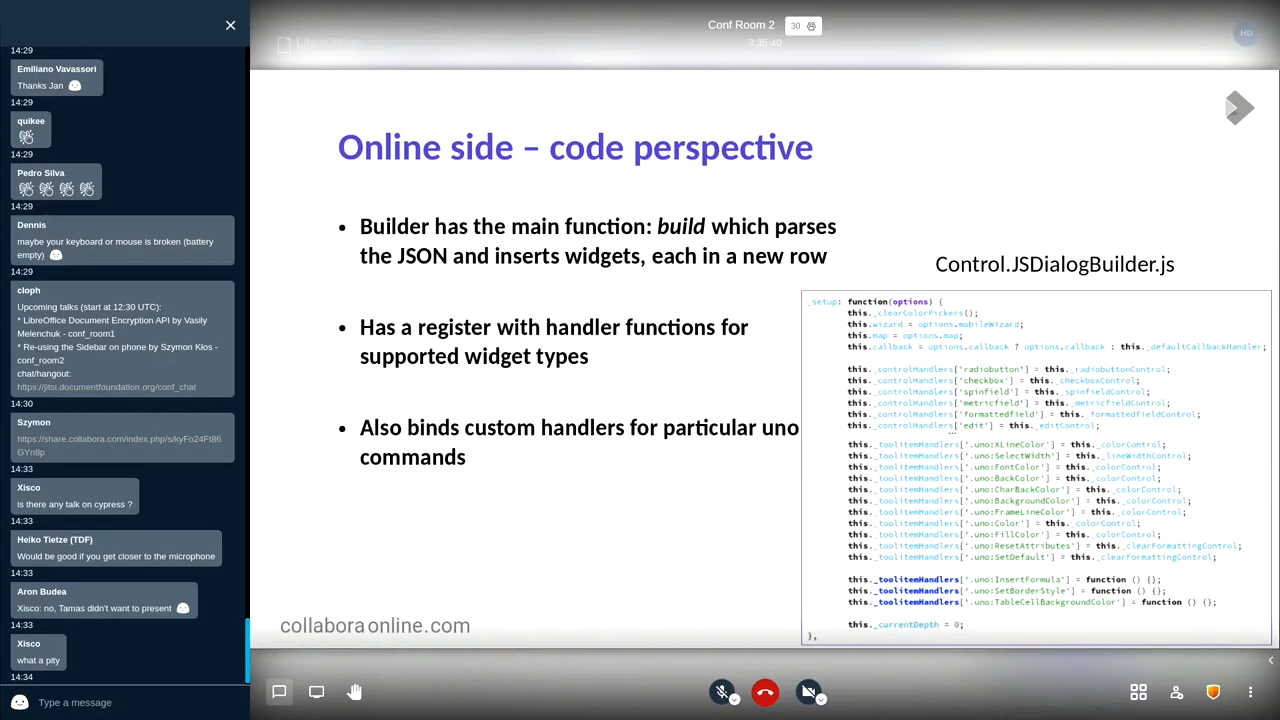 14:29
Emiliano Vavassori
Thanks Jan
14:29
quikee
14:29
Pedro Silva
14:29
Dennis
maybe your keyboard or mouse is broken (battery
empty)
14:29
cloph
Upcoming talks (start at 12:30 UTC):
* LibreOffice Document Encryption API by Vasily
Melenchuk - conf_room1
* Re-using the Sidebar on phone by Szymon Kłos -
conf_room2
chat/hangout:
https://jitsi.documentfoundation.org/conf_chat
14:30
Szymon
https://share.collabora.com/index.php/s/kyFo24Ft86
GYn8p
14:33
Xisco
is there any talk on cypress ?
14:33
Heiko Tietze (TDF)
Would be good if you get closer to the microphone
14:33
Aron Budea
Xisco: no, Tamas didn't want to present
14:33
Xisco
what a pity
14:34
Type a message
Conf Room 2
30
3:35:40
HD
Online side – code perspective
• Builder has the main function: build which parses
the JSON and inserts widgets, each in a new row
• Has a register with handler functions for
supported widget types
• Also binds custom handlers for particular uno
commands
Control.JSDialogBuilder.js
_setup: function(options) {
this._clearColorPickers();
this.wizard = options.mobileWizard;
this.map = options.map;
this.callback = options.callback ? options.callback : this._defaultCallbackHandler;
this._controlHandlers['radiobutton'] = this._radiobuttonControl;
this._controlHandlers['checkbox'] = this._checkboxControl;
this._controlHandlers['spinfield'] = this._spinfieldControl;
this._controlHandlers['metricfield'] = this._metricfieldControl;
this._controlHandlers['formattedfield'] = this._formattedfieldControl;
this._controlHandlers['edit'] = this._editControl;
...
this._toolitemHandlers['.uno:XLineColor'] = this._colorControl;
this._toolitemHandlers['.uno:SelectWidth'] = this._lineWidthControl;
this._toolitemHandlers['.uno:FontColor'] = this._colorControl;
this._toolitemHandlers['.uno:BackColor'] = this._colorControl;
this._toolitemHandlers['.uno:CharBackColor'] = this._colorControl;
this._toolitemHandlers['.uno:BackgroundColor'] = this._colorControl;
this._toolitemHandlers['.uno:FrameLineColor'] = this._colorControl;
this._toolitemHandlers['.uno:Color'] = this._colorControl;
this._toolitemHandlers['.uno:FillColor'] = this._colorControl;
this._toolitemHandlers['.uno:ResetAttributes'] = this._clearFormattingControl;
this._toolitemHandlers['.uno:SetDefault'] = this._clearFormattingControl;
this._toolitemHandlers['.uno:InsertFormula'] = function () {};
this._toolitemHandlers['.uno:SetBorderStyle'] = function () {};
this._toolitemHandlers['.uno:TableCellBackgroundColor'] = function () {};
this._currentDepth = 0;
},
collaboraonline.com